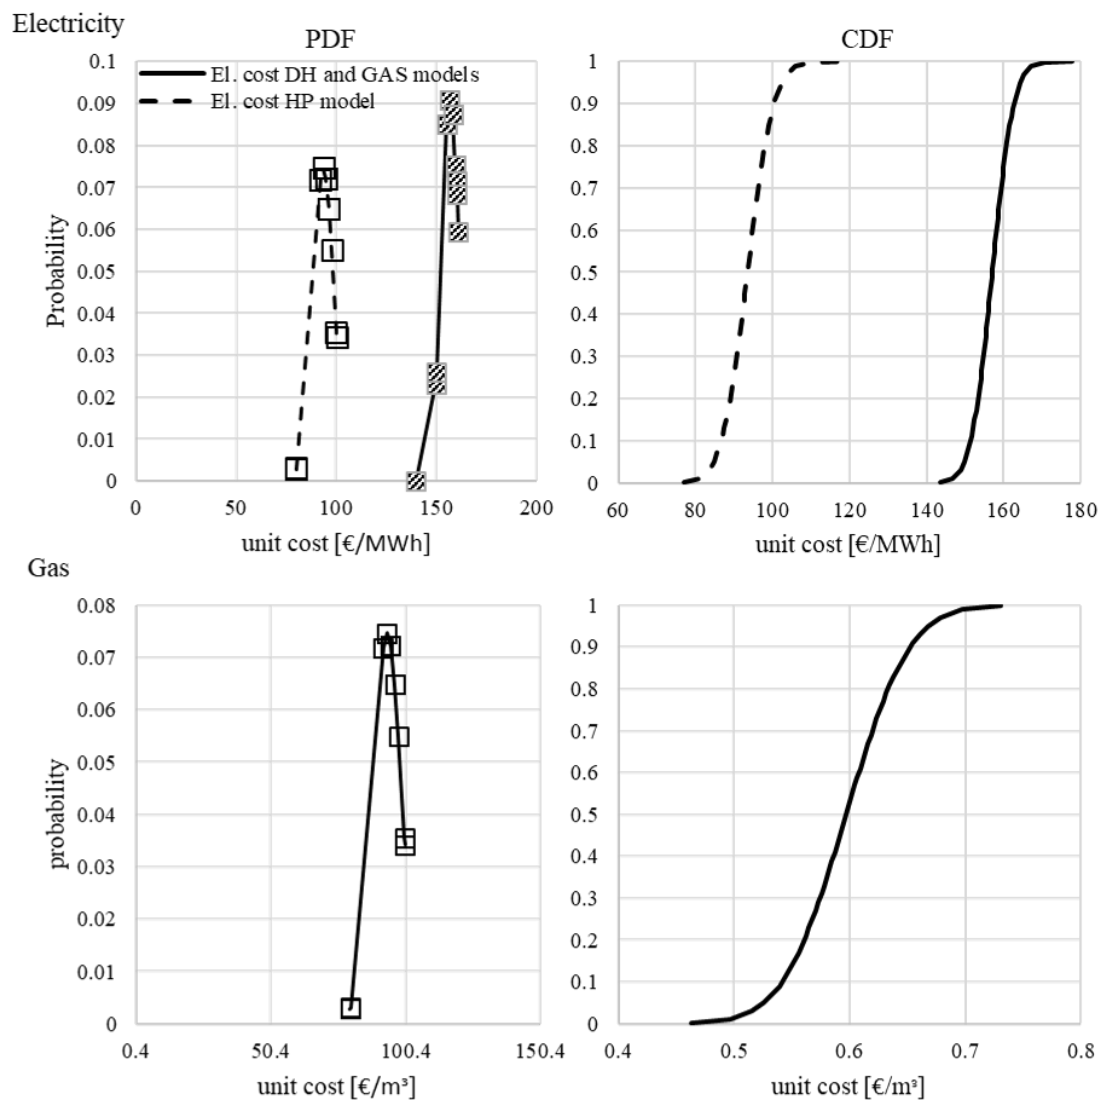 Electricity
PDF
CDF
El. cost DH and GAS models
El. cost HP model
Probability
0.1
0.09
0.08
0.07
0.06
0.05
0.04
0.03
0.02
0.01
0
0 50 100 150 200
unit cost [€/MWh]
1
0.9
0.8
0.7
0.6
0.5
0.4
0.3
0.2
0.1
0
60 80 100 120 140 160 180
unit cost [€/MWh]
Gas
probability
0.08
0.07
0.06
0.05
0.04
0.03
0.02
0.01
0
0.4 50.4 100.4 150.4
unit cost [€/m³]
1
0.9
0.8
0.7
0.6
0.5
0.4
0.3
0.2
0.1
0
0.4 0.5 0.6 0.7 0.8
unit cost [€/m³]